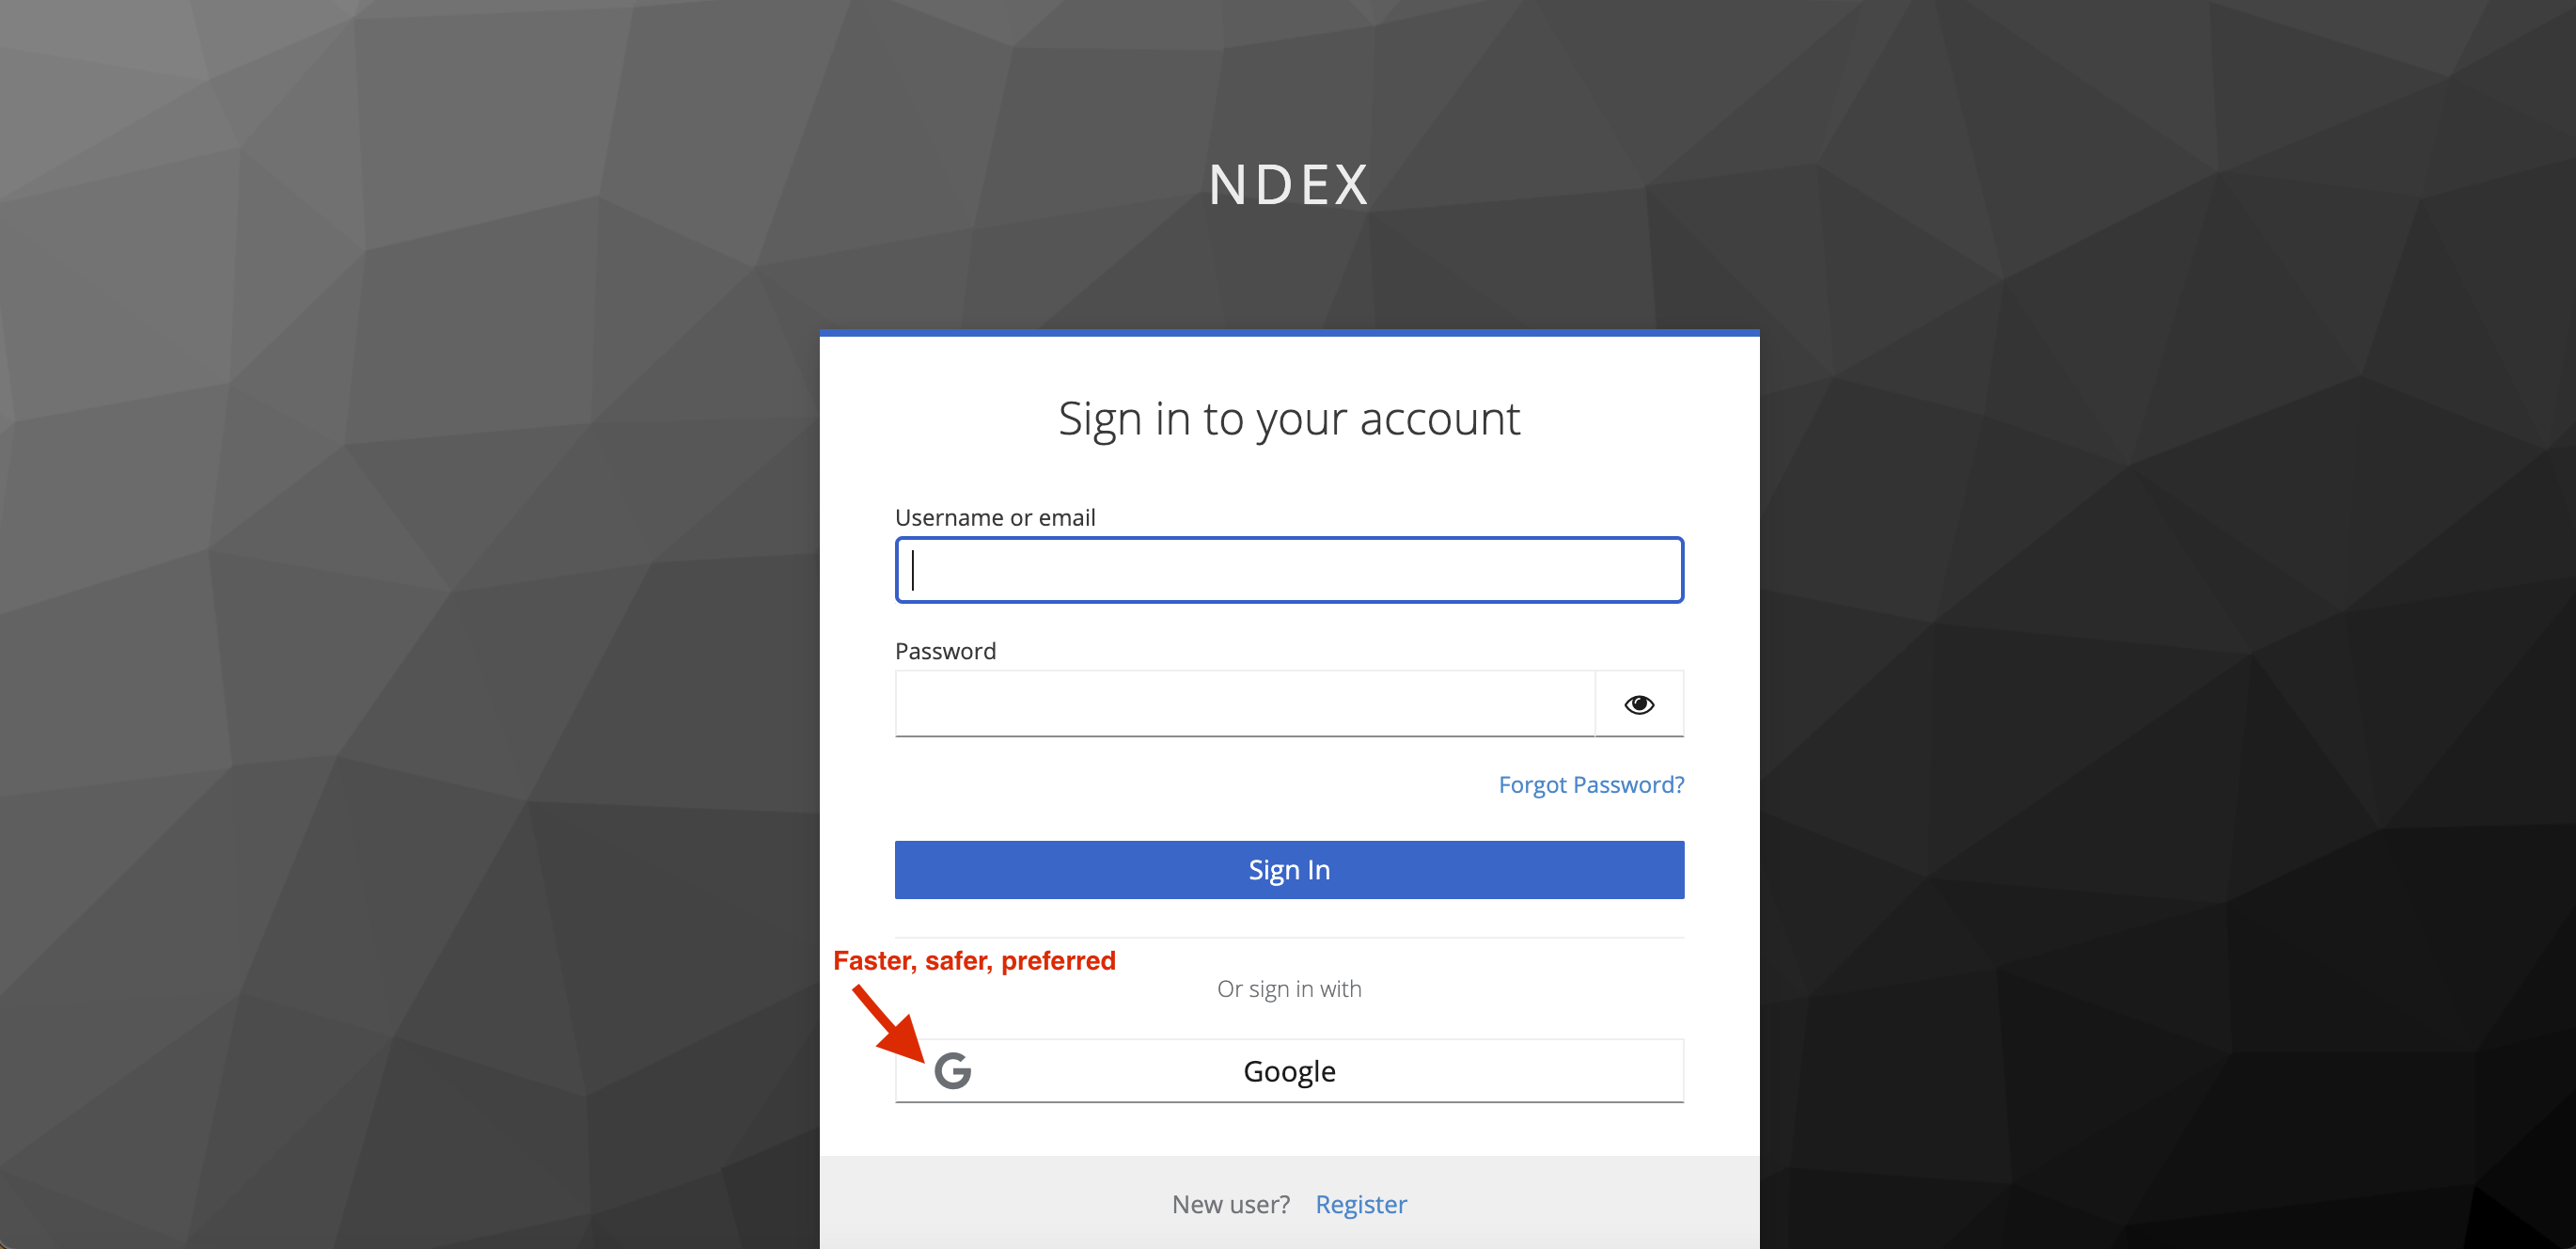 NDEX
Sign in to your account
Username or email
Password
Forgot Password?
Sign In
Faster, safer, preferred
Or sign in with
G
Google
New user? Register